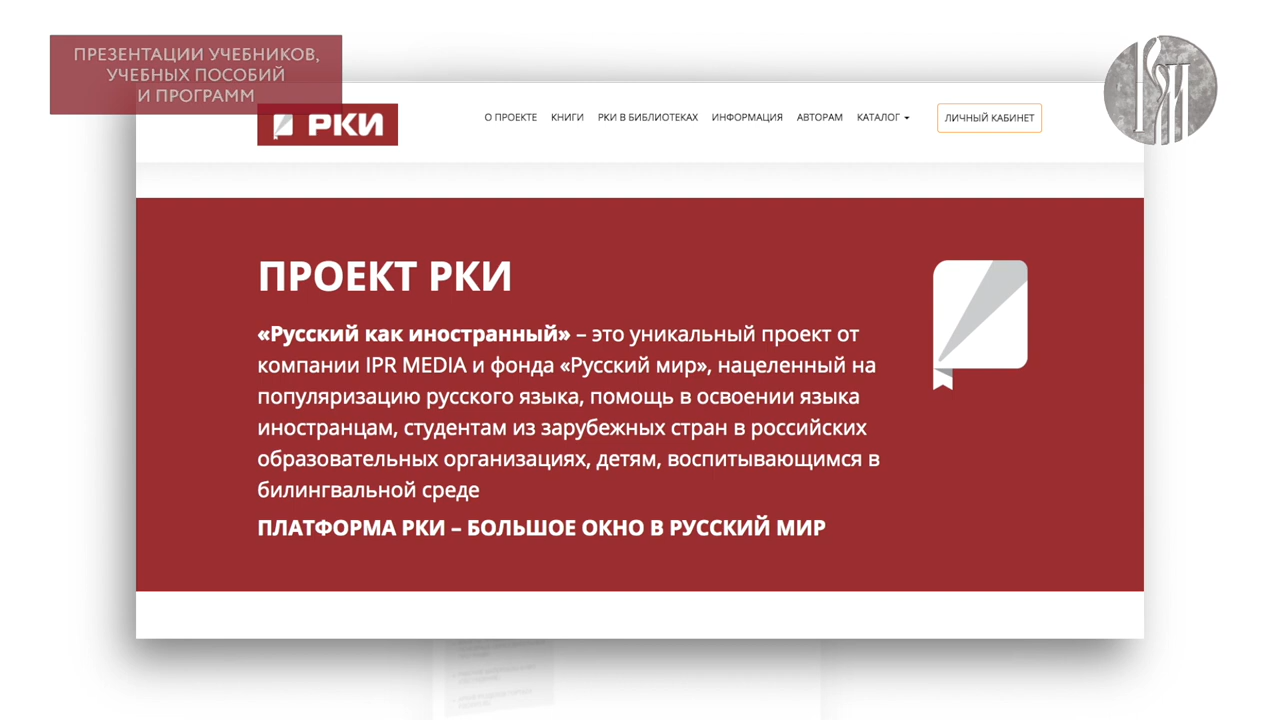 ПРЕЗЕНТАЦИИ УЧЕБНИКОВ,
УЧЕБНЫХ ПОСОБИЙ
И ПРОГРАММ
РКИ
О ПРОЕКТЕ КНИГИ РКИ В БИБЛИОТЕКАХ ИНФОРМАЦИЯ АВТОРАМ КАТАЛОГ ЛИЧНЫЙ КАБИНЕТ
ПРОЕКТ РКИ
«Русский как иностранный» – это уникальный проект от
компании IPR MEDIA и фонда «Русский мир», нацеленный на
популяризацию русского языка, помощь в освоении языка
иностранцам, студентам из зарубежных стран в российских
образовательных организациях, детям, воспитывающимся в
билингвальной среде
ПЛАТФОРМА РКИ – БОЛЬШОЕ ОКНО В РУССКИЙ МИР